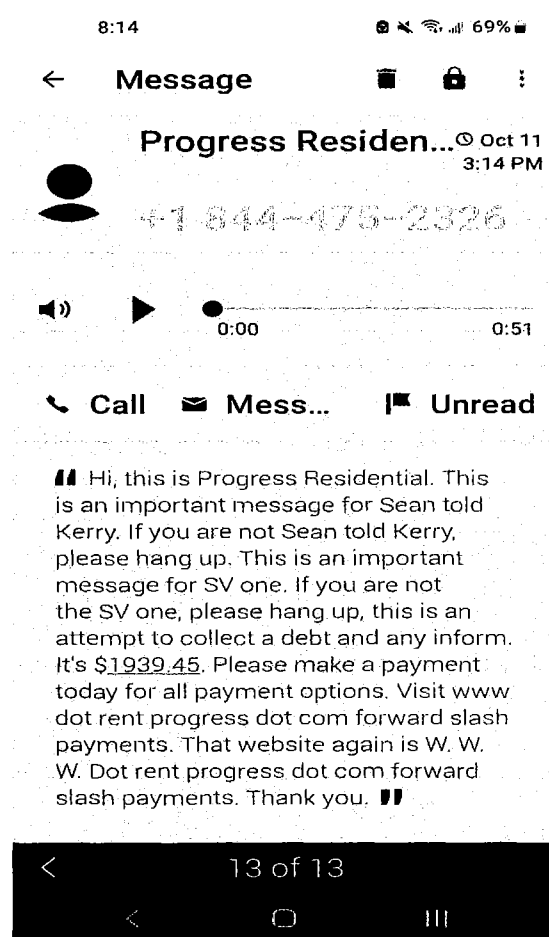 8:14 69%
Message
Progress Residen... Oct 11
3:14 PM
+1 844-475-2326
0:00 0:51
Call Mess... Unread
" Hi, this is Progress Residential. This
is an important message for Sean told
Kerry. If you are not Sean told Kerry,
please hang up. This is an important
message for SV one. If you are not
the SV one, please hang up, this is an
attempt to collect a debt and any inform.
It's $1939.45. Please make a payment
today for all payment options. Visit www
dot rent progress dot com forward slash
payments. That website again is W. W.
W. Dot rent progress dot com forward
slash payments. Thank you. "
13 of 13